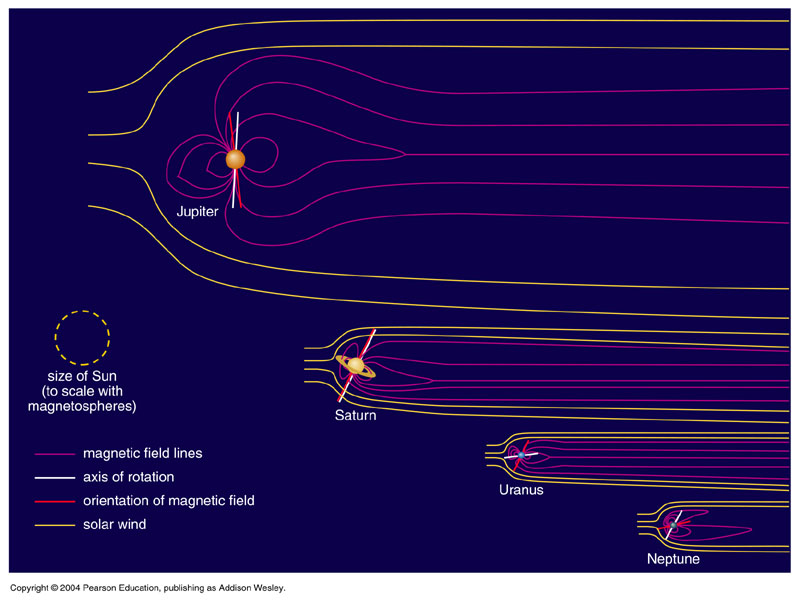 Jupiter
size of Sun
(to scale with
magnetospheres)
Saturn
magnetic field lines
axis of rotation
orientation of magnetic field
solar wind
Uranus
Neptune
Copyright © 2004 Pearson Education, publishing as Addison Wesley.